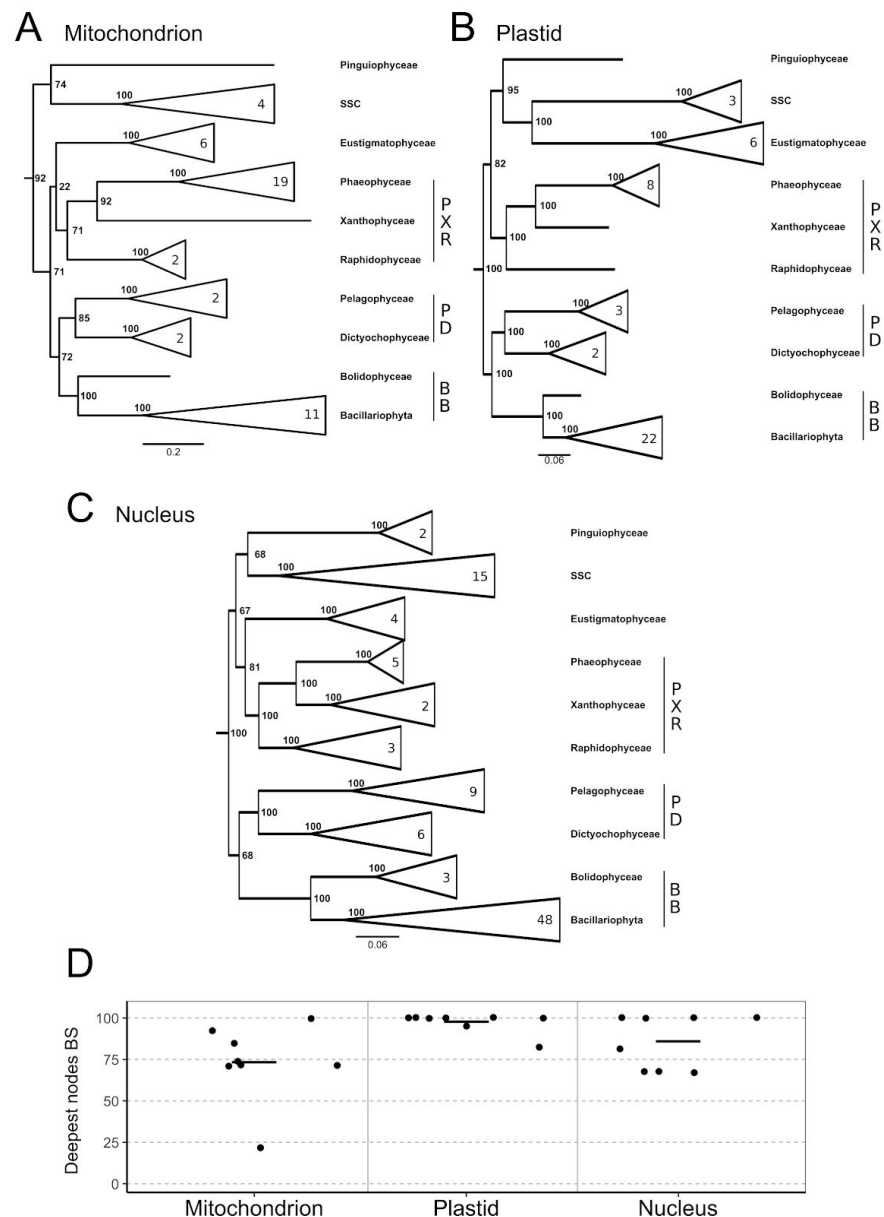 A Mitochondrion
Pinguiophyceae
74
100
4
SSC
100
6
Eustigmatophyceae
92
22
100
19
Phaeophyceae
92
Xanthophyceae
71
100
2
Raphidophyceae
P
X
R
71
100
2
Pelagophyceae
85
100
2
Dictyochophyceae
P
D
72
Bolidophyceae
100
100
11
Bacillariophyta
B
B
0.2
B Plastid
Pinguiophyceae
95
100
3
SSC
100
100
6
Eustigmatophyceae
82
100
8
Phaeophyceae
100
Xanthophyceae
100
Raphidophyceae
P
X
R
100
100
3
Pelagophyceae
100
100
2
Dictyochophyceae
P
D
100
Bolidophyceae
100
100
22
Bacillariophyta
B
B
0.06
C Nucleus
100
2
Pinguiophyceae
68
100
15
SSC
67
100
4
Eustigmatophyceae
81
100
5
Phaeophyceae
100
100
2
Xanthophyceae
100
100
3
Raphidophyceae
P
X
R
100
100
9
Pelagophyceae
100
100
6
Dictyochophyceae
P
D
68
100
3
Bolidophyceae
100
100
48
Bacillariophyta
B
B
0.06
D
Deepest nodes BS
100
75
50
25
0
Mitochondrion Plastid Nucleus